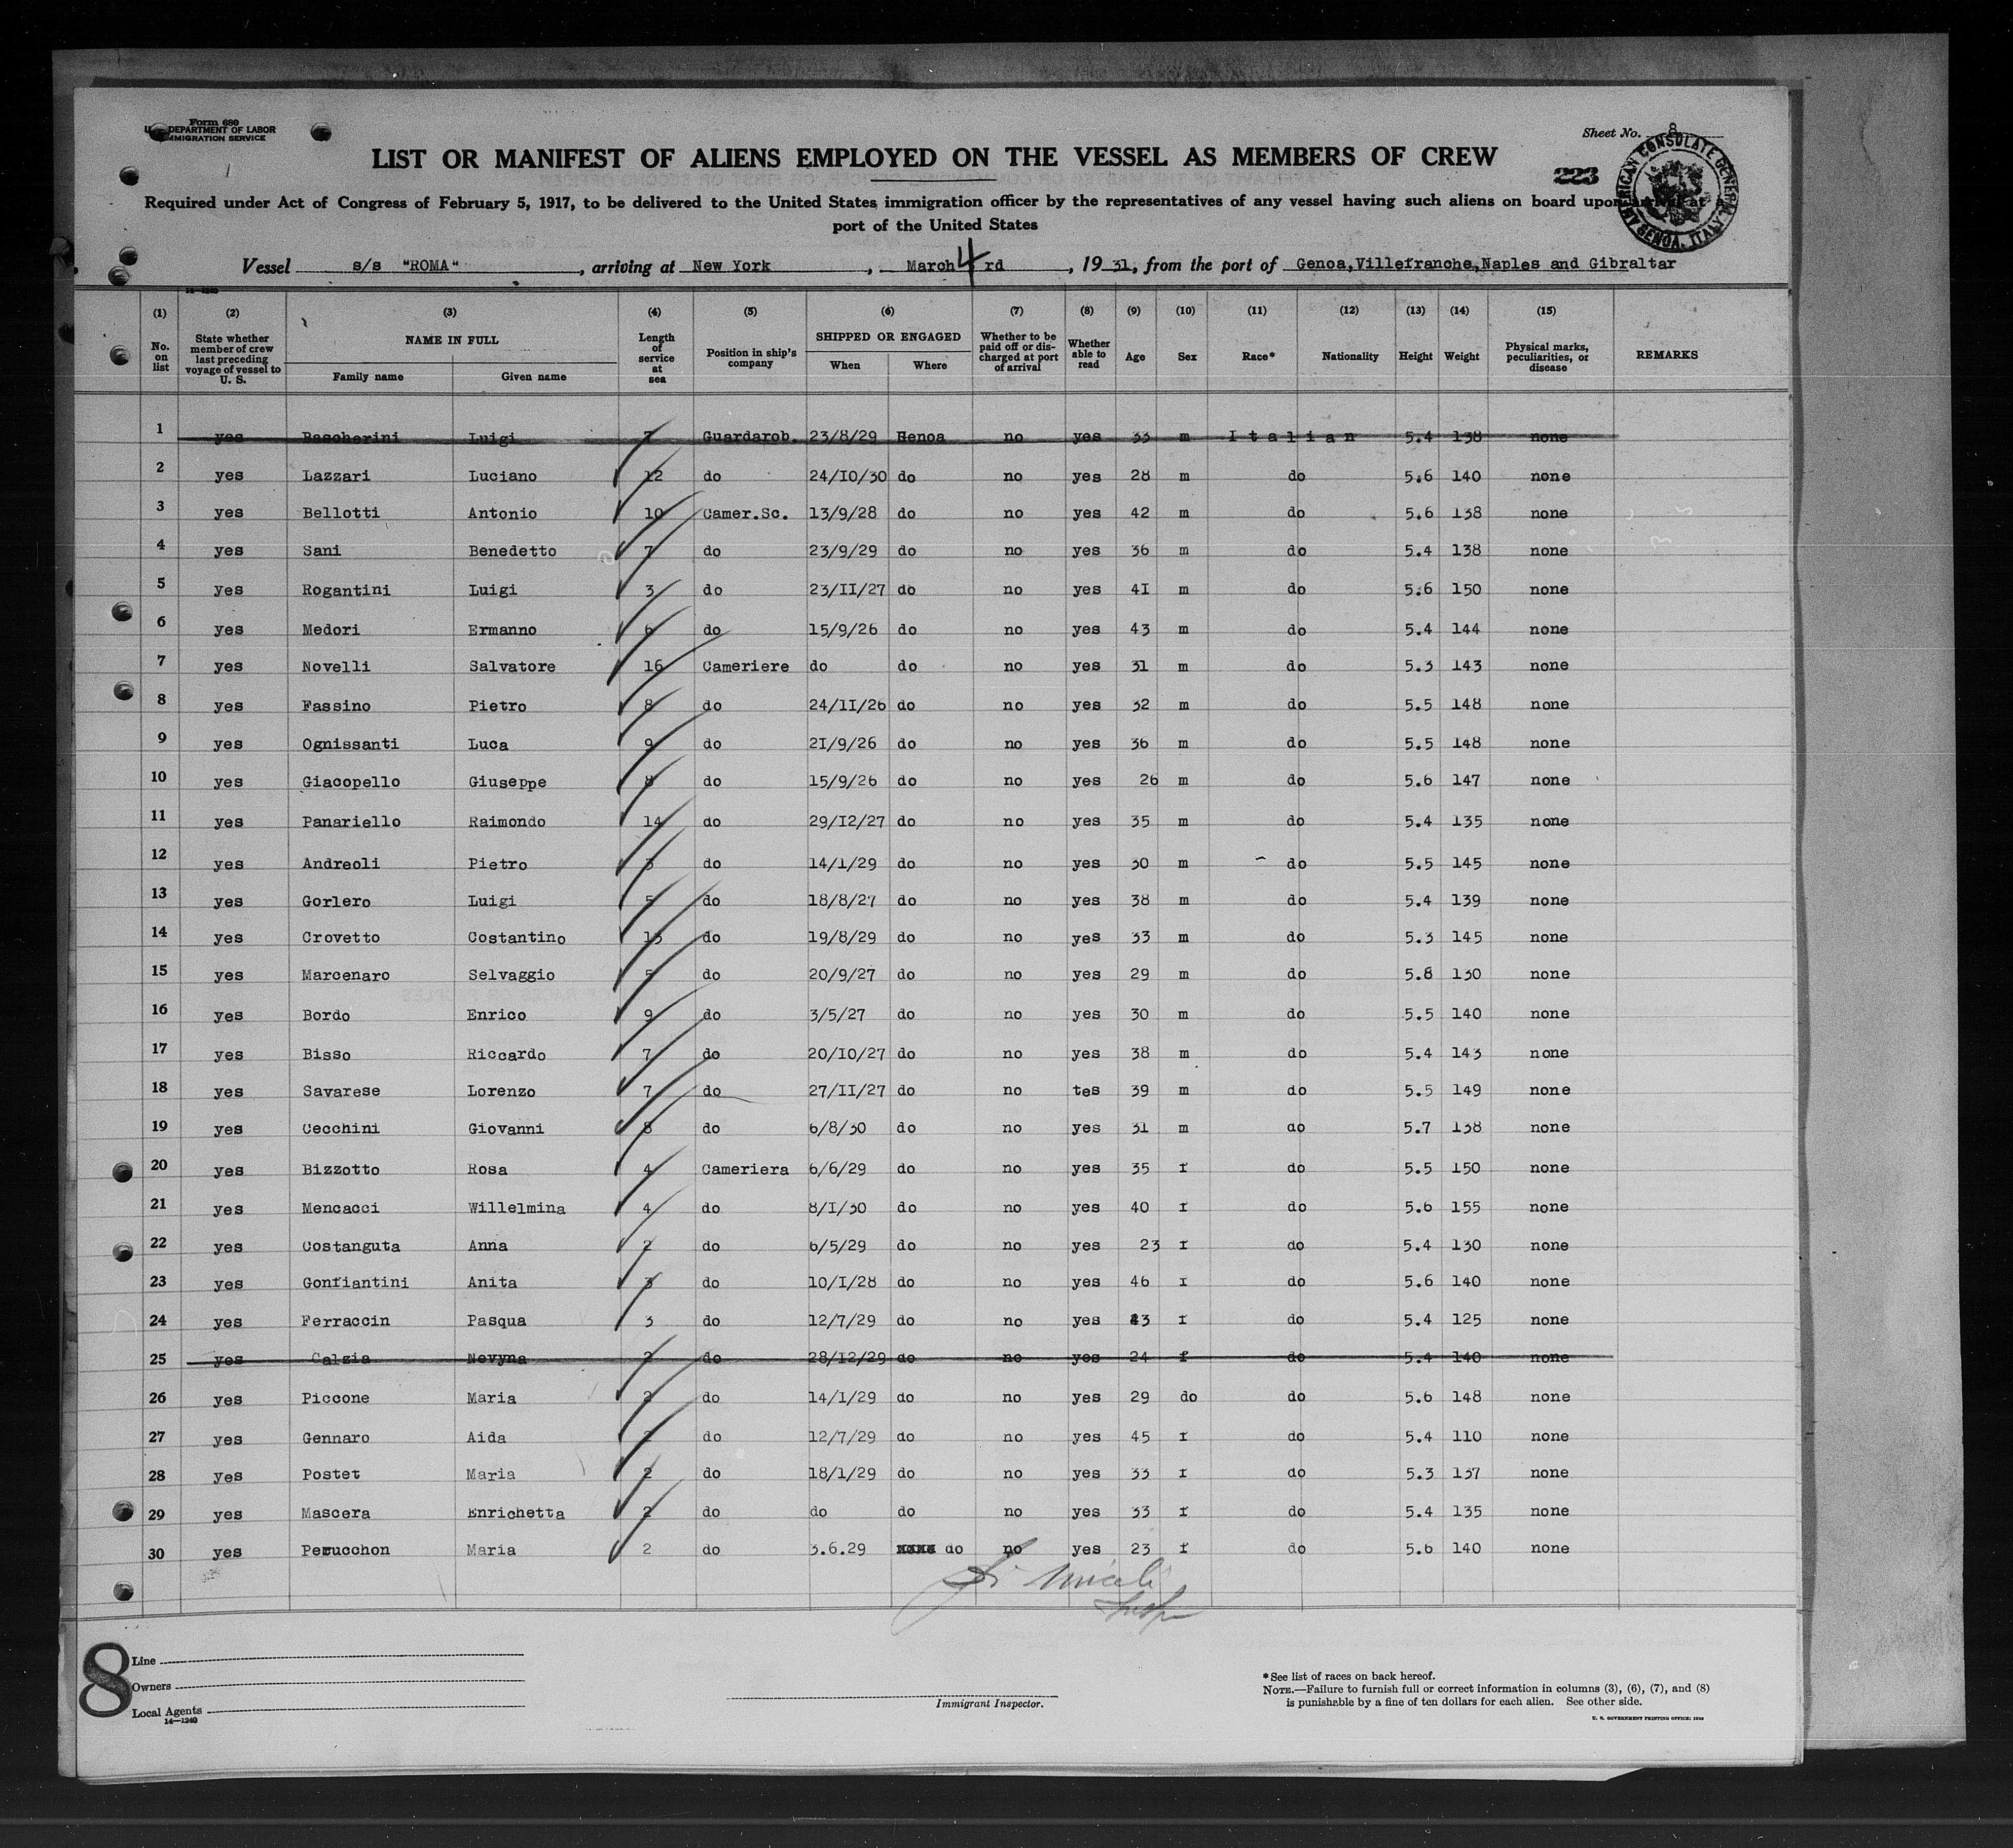 Form 680
U. S. DEPARTMENT OF LABOR
IMMIGRATION SERVICE
Sheet No. 8
LIST OR MANIFEST OF ALIENS EMPLOYED ON THE VESSEL AS MEMBERS OF CREW
223
AMERICAN CONSULATE GENERAL GENOA, ITALY
Required under Act of Congress of February 5, 1917, to be delivered to the United States immigration officer by the representatives of any vessel having such aliens on board upon arrival at
port of the United States
Vessel s/s "ROMA", arriving at New York, March 4 rd, 1931, from the port of Genoa,Villefranche,Naples and Gibraltar
(1) (2) (3) (4) (5) (6) (7) (8) (9) (10) (11) (12) (13) (14) (15)
No. on list State whether member of crew last preceding voyage of vessel to U. S. NAME IN FULL Family name Given name Length of service at sea Position in ship's company SHIPPED OR ENGAGED When Where Whether to be paid off or discharged at port of arrival Whether able to read Age Sex Race* Nationality Height Weight Physical marks, peculiarities, or disease REMARKS
1 yes Bascherini Luigi 7 Guardarob. 23/8/29 Henoa no yes 33 m Italian 5.4 138 none
2 yes Lazzari Luciano 12 do 24/10/30 do no yes 28 m do 5.6 140 none
3 yes Bellotti Antonio 10 Camer.Sc. 13/9/28 do no yes 42 m do 5.6 138 none
4 yes Sani Benedetto 7 do 23/9/29 do no yes 36 m do 5.4 138 none
5 yes Rogantini Luigi 3 do 23/II/27 do no yes 4I m do 5.6 150 none
6 yes Medori Ermanno 6 do 15/9/26 do no yes 43 m do 5.4 144 none
7 yes Novelli Salvatore 16 Cameriere do do no yes 31 m do 5.3 143 none
8 yes Fassino Pietro 8 do 24/II/26 do no yes 32 m do 5.5 148 none
9 yes Ognissanti Luca 9 do 2I/9/26 do no yes 36 m do 5.5 148 none
10 yes Giacopello Giuseppe 8 do 15/9/26 do no yes 26 m do 5.6 147 none
11 yes Panariello Raimondo 14 do 29/I2/27 do no yes 35 m do 5.4 135 none
12 yes Andreoli Pietro 3 do 14/1/29 do no yes 30 m do 5.5 145 none
13 yes Gorlero Luigi 5 do 18/8/27 do no yes 38 m do 5.4 139 none
14 yes Crovetto Costantino 13 do 19/8/29 do no yes 33 m do 5.3 145 none
15 yes Marcenaro Selvaggio 5 do 20/9/27 do no yes 29 m do 5.8 130 none
16 yes Bordo Enrico 9 do 3/5/27 do no yes 30 m do 5.5 140 none
17 yes Bisso Riccardo 7 do 20/10/27 do no yes 38 m do 5.4 143 none
18 yes Savarese Lorenzo 7 do 27/II/27 do no tes 39 m do 5.5 149 none
19 yes Cecchini Giovanni 8 do 6/8/30 do no yes 31 m do 5.7 138 none
20 yes Bizzotto Rosa 4 Cameriera 6/6/29 do no yes 35 f do 5.5 150 none
21 yes Mencacci Willelmina 4 do 8/I/30 do no yes 40 f do 5.6 155 none
22 yes Costanguta Anna 2 do 6/5/29 do no yes 23 f do 5.4 130 none
23 yes Gonfiantini Anita 3 do 10/I/28 do no yes 46 f do 5.6 140 none
24 yes Ferraccin Pasqua 3 do 12/7/29 do no yes 43 f do 5.4 125 none
25 yes Calzia Nevyna 2 do 28/12/29 do no yes 24 f do 5.4 140 none
26 yes Piccone Maria 2 do 14/1/29 do no yes 29 do do 5.6 148 none
27 yes Gennaro Aida 2 do 12/7/29 do no yes 45 f do 5.4 110 none
28 yes Postet Maria 2 do 18/1/29 do no yes 33 f do 5.3 137 none
29 yes Mascera Enrichetta 2 do do do no yes 33 f do 5.4 135 none
30 yes Perucchon Maria 2 do 3.6.29 do no yes 23 f do 5.6 140 none
8
Line
Owners
Local Agents
14—1240
Immigrant Inspector.
*See list of races on back hereof.
NOTE.—Failure to furnish full or correct information in columns (3), (6), (7), and (8)
is punishable by a fine of ten dollars for each alien. See other side.
U. S. GOVERNMENT PRINTING OFFICE: 1929